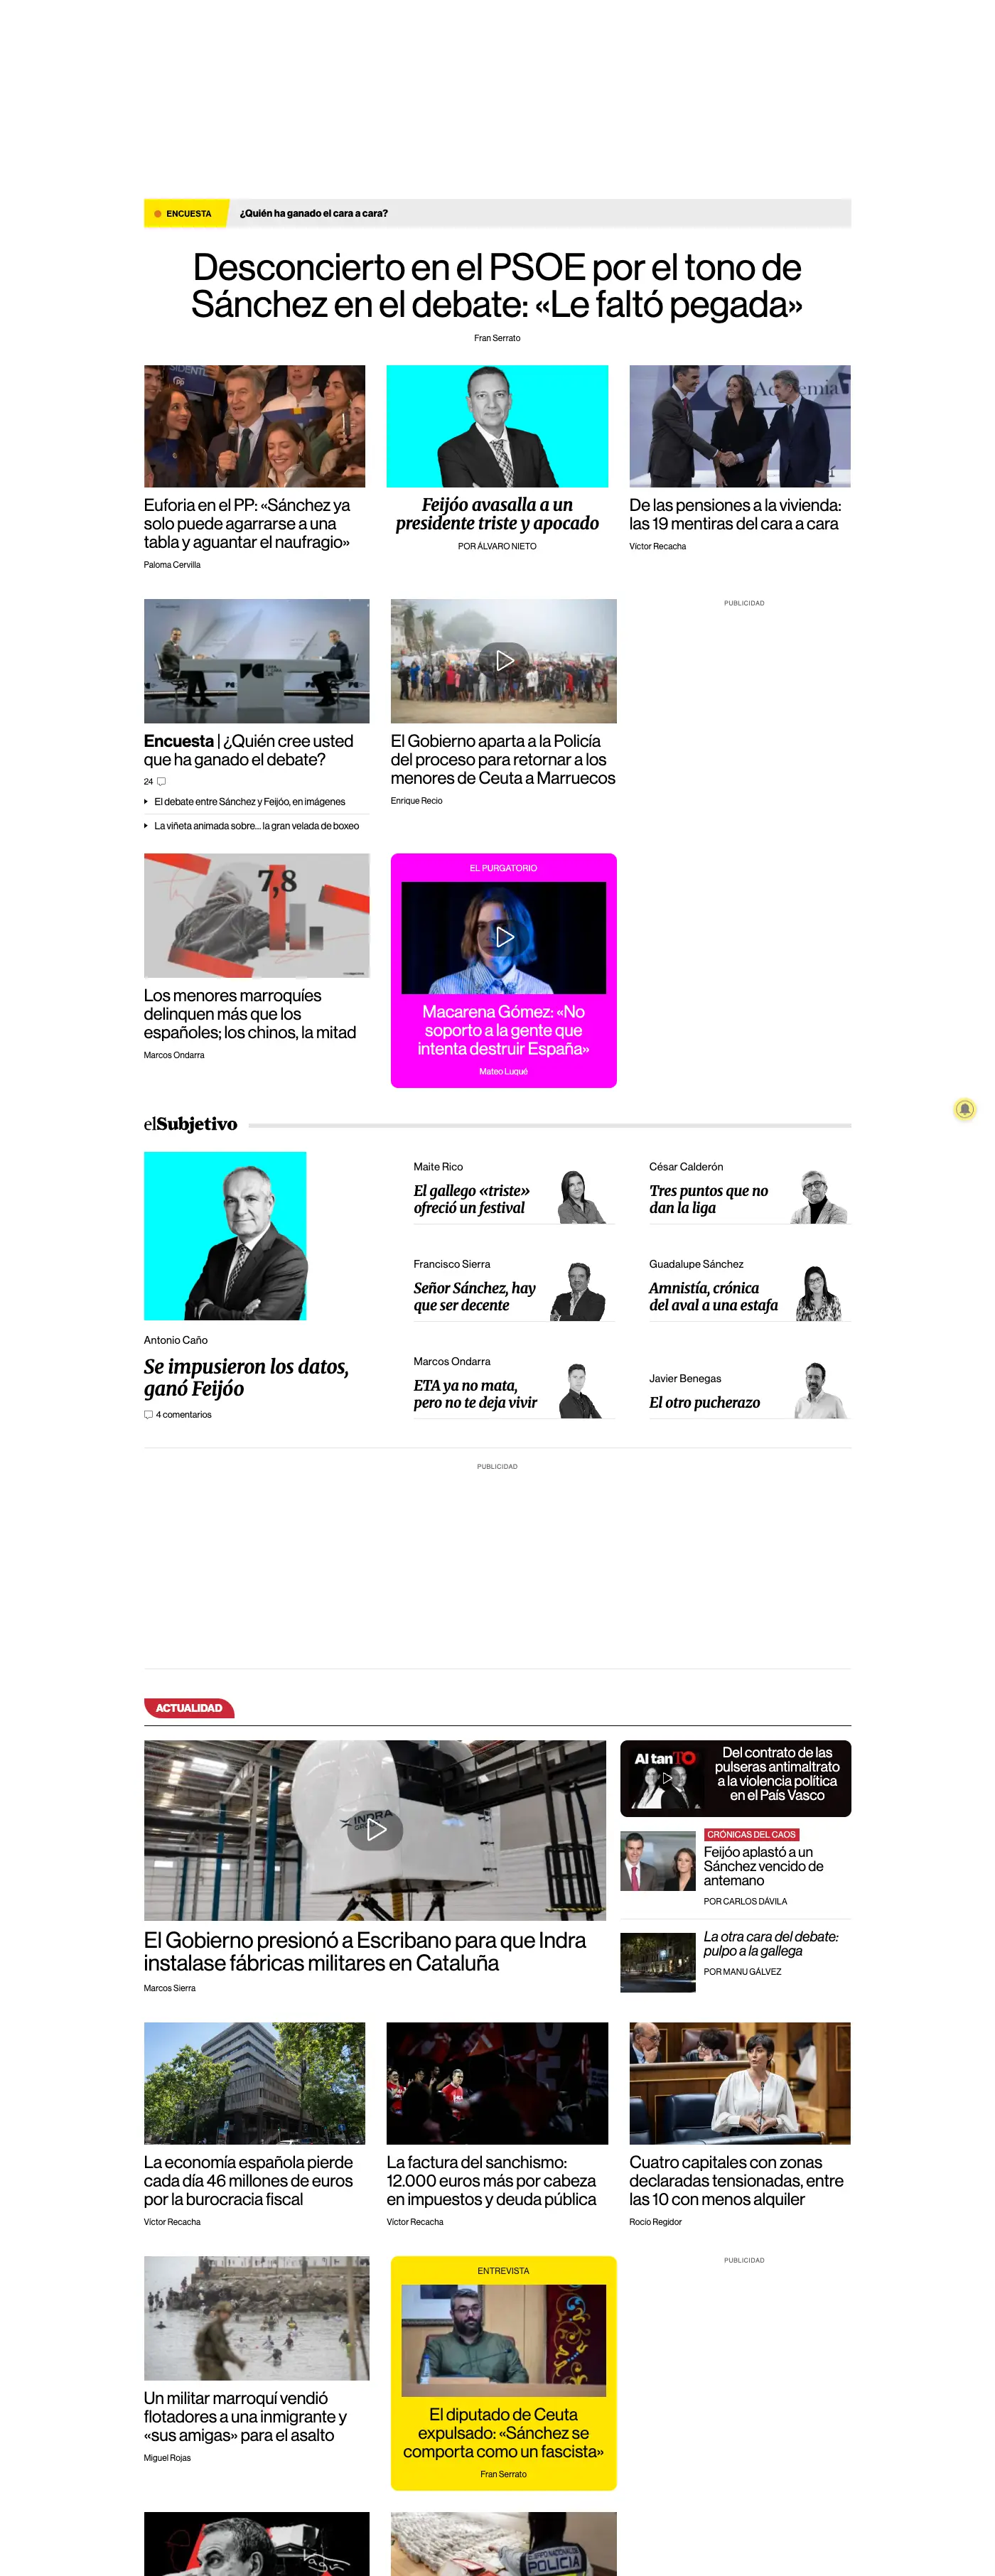 ENCUESTA
¿Quién ha ganado el cara a cara?
Desconcierto en el PSOE por el tono de
Sánchez en el debate: «Le faltó pegada»
Fran Serrato
Euforia en el PP: «Sánchez ya
solo puede agarrarse a una
tabla y aguantar el naufragio»
Paloma Cervilla
Feijóo avasalla a un
presidente triste y apocado
POR ÁLVARO NIETO
De las pensiones a la vivienda:
las 19 mentiras del cara a cara
Víctor Recacha
Encuesta | ¿Quién cree usted
que ha ganado el debate?
24
El debate entre Sánchez y Feijóo, en imágenes
La viñeta animada sobre... la gran velada de boxeo
El Gobierno aparta a la Policía
del proceso para retornar a los
menores de Ceuta a Marruecos
Enrique Recio
PUBLICIDAD
7,8
Los menores marroquíes
delinquen más que los
españoles; los chinos, la mitad
Marcos Ondarra
EL PURGATORIO
Macarena Gómez: «No
soporto a la gente que
intenta destruir España»
Mateo Luqué
elSubjetivo
Antonio Caño
Se impusieron los datos,
ganó Feijóo
4 comentarios
Maite Rico
El gallego «triste»
ofreció un festival
César Calderón
Tres puntos que no
dan la liga
Francisco Sierra
Señor Sánchez, hay
que ser decente
Guadalupe Sánchez
Amnistía, crónica
del aval a una estafa
Marcos Ondarra
ETA ya no mata,
pero no te deja vivir
Javier Benegas
El otro pucherazo
PUBLICIDAD
ACTUALIDAD
INDRA
El Gobierno presionó a Escribano para que Indra
instalase fábricas militares en Cataluña
Marcos Sierra
Al tanTO
Del contrato de las
pulseras antimaltrato
a la violencia política
en el País Vasco
CRÓNICAS DEL CAOS
Feijóo aplastó a un
Sánchez vencido de
antemano
POR CARLOS DÁVILA
La otra cara del debate:
pulpo a la gallega
POR MANU GÁLVEZ
La economía española pierde
cada día 46 millones de euros
por la burocracia fiscal
Víctor Recacha
La factura del sanchismo:
12.000 euros más por cabeza
en impuestos y deuda pública
Víctor Recacha
Cuatro capitales con zonas
declaradas tensionadas, entre
las 10 con menos alquiler
Rocío Regidor
Un militar marroquí vendió
flotadores a una inmigrante y
«sus amigas» para el asalto
Miguel Rojas
ENTREVISTA
El diputado de Ceuta
expulsado: «Sánchez se
comporta como un fascista»
Fran Serrato
PUBLICIDAD
POLICIA